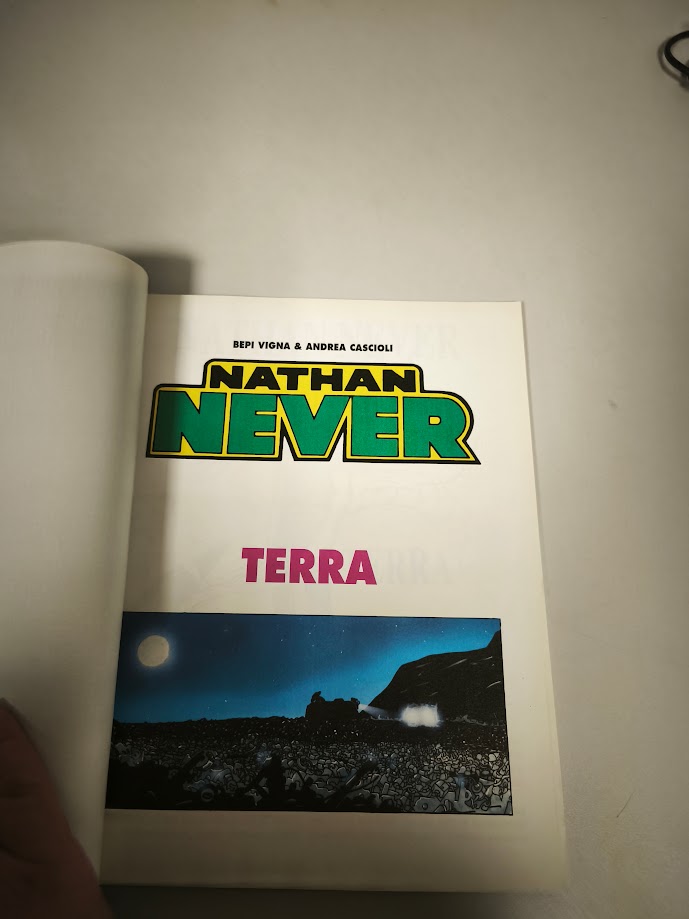 BEPI VIGNA & ANDREA CASCIOLI
NATHAN
NEVER
TERRA